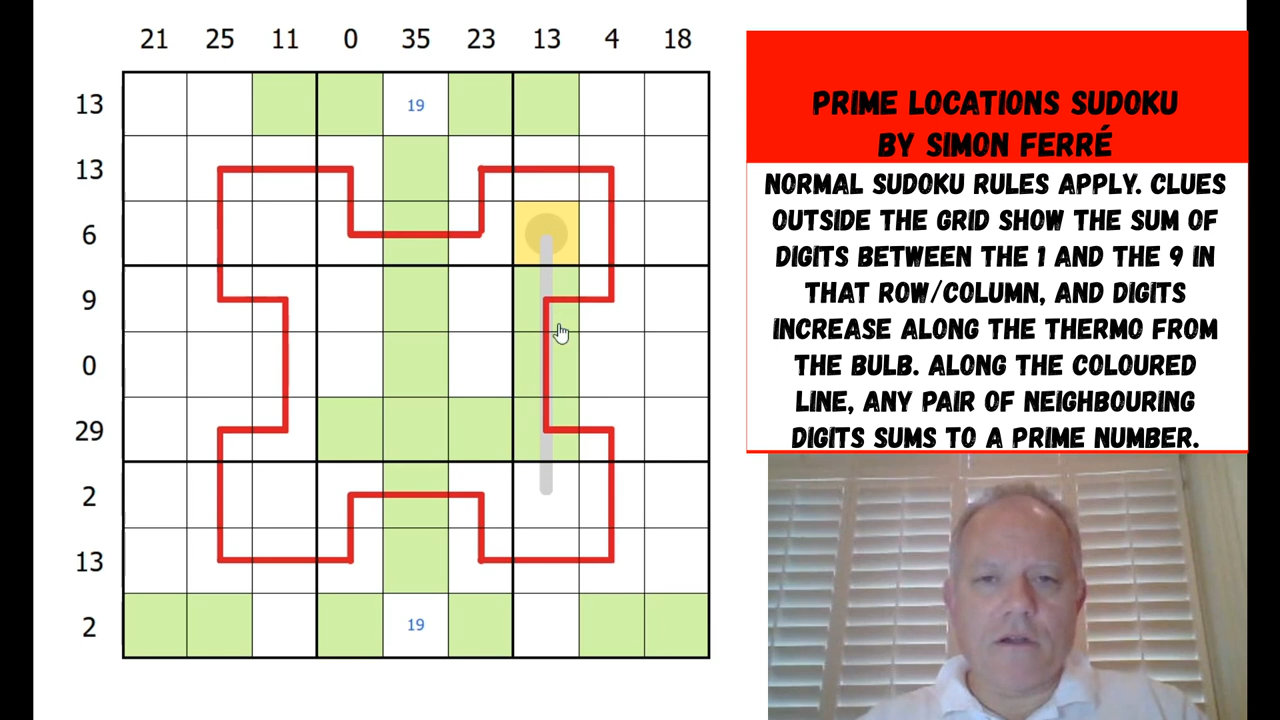 21 25 11 0 35 23 13 4 18
13 19
13
6
9
0
29
2
13
2 19
PRIME LOCATIONS SUDOKU
BY SIMON FERRÉ
NORMAL SUDOKU RULES APPLY. CLUES
OUTSIDE THE GRID SHOW THE SUM OF
DIGITS BETWEEN THE 1 AND THE 9 IN
THAT ROW/COLUMN, AND DIGITS
INCREASE ALONG THE THERMO FROM
THE BULB. ALONG THE COLOURED
LINE, ANY PAIR OF NEIGHBOURING
DIGITS SUMS TO A PRIME NUMBER.